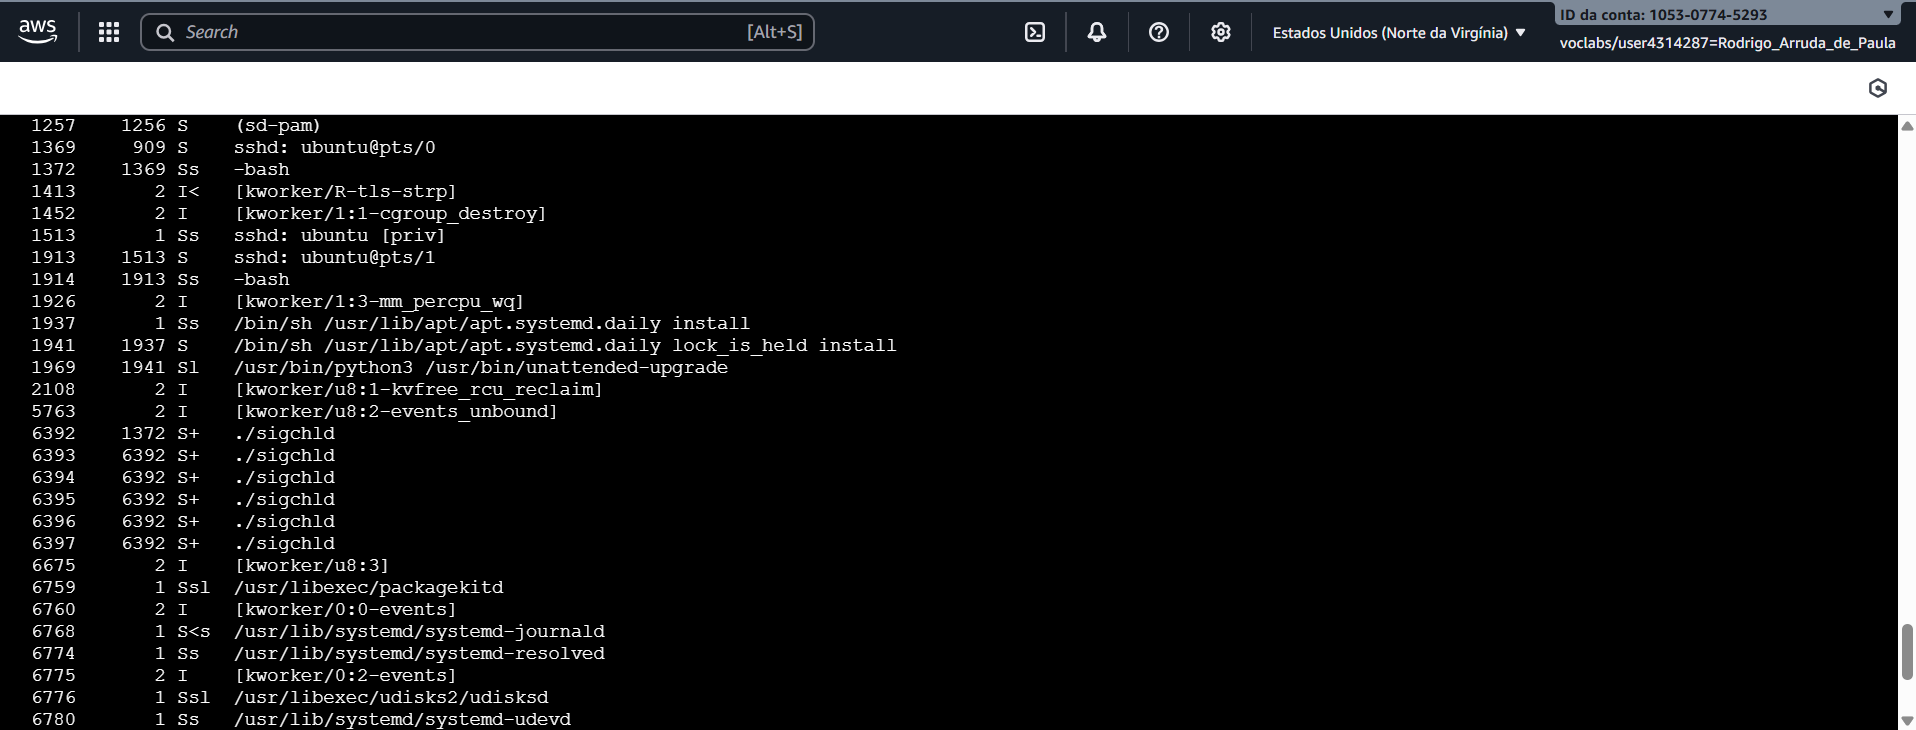 aws
Search [Alt+S]
Estados Unidos (Norte da Virgínia) ▼
ID da conta: 1053-0774-5293 ▼
voclabs/user4314287=Rodrigo_Arruda_de_Paula
1257 1256 S (sd-pam)
1369 909 S sshd: ubuntu@pts/0
1372 1369 Ss -bash
1413 2 I< [kworker/R-tls-strp]
1452 2 I [kworker/1:1-cgroup_destroy]
1513 1 Ss sshd: ubuntu [priv]
1913 1513 S sshd: ubuntu@pts/1
1914 1913 Ss -bash
1926 2 I [kworker/1:3-mm_percpu_wq]
1937 1 Ss /bin/sh /usr/lib/apt/apt.systemd.daily install
1941 1937 S /bin/sh /usr/lib/apt/apt.systemd.daily lock_is_held install
1969 1941 Sl /usr/bin/python3 /usr/bin/unattended-upgrade
2108 2 I [kworker/u8:1-kvfree_rcu_reclaim]
5763 2 I [kworker/u8:2-events_unbound]
6392 1372 S+ ./sigchld
6393 6392 S+ ./sigchld
6394 6392 S+ ./sigchld
6395 6392 S+ ./sigchld
6396 6392 S+ ./sigchld
6397 6392 S+ ./sigchld
6675 2 I [kworker/u8:3]
6759 1 Ssl /usr/libexec/packagekitd
6760 2 I [kworker/0:0-events]
6768 1 S<s /usr/lib/systemd/systemd-journald
6774 1 Ss /usr/lib/systemd/systemd-resolved
6775 2 I [kworker/0:2-events]
6776 1 Ssl /usr/libexec/udisks2/udisksd
6780 1 Ss /usr/lib/systemd/systemd-udevd